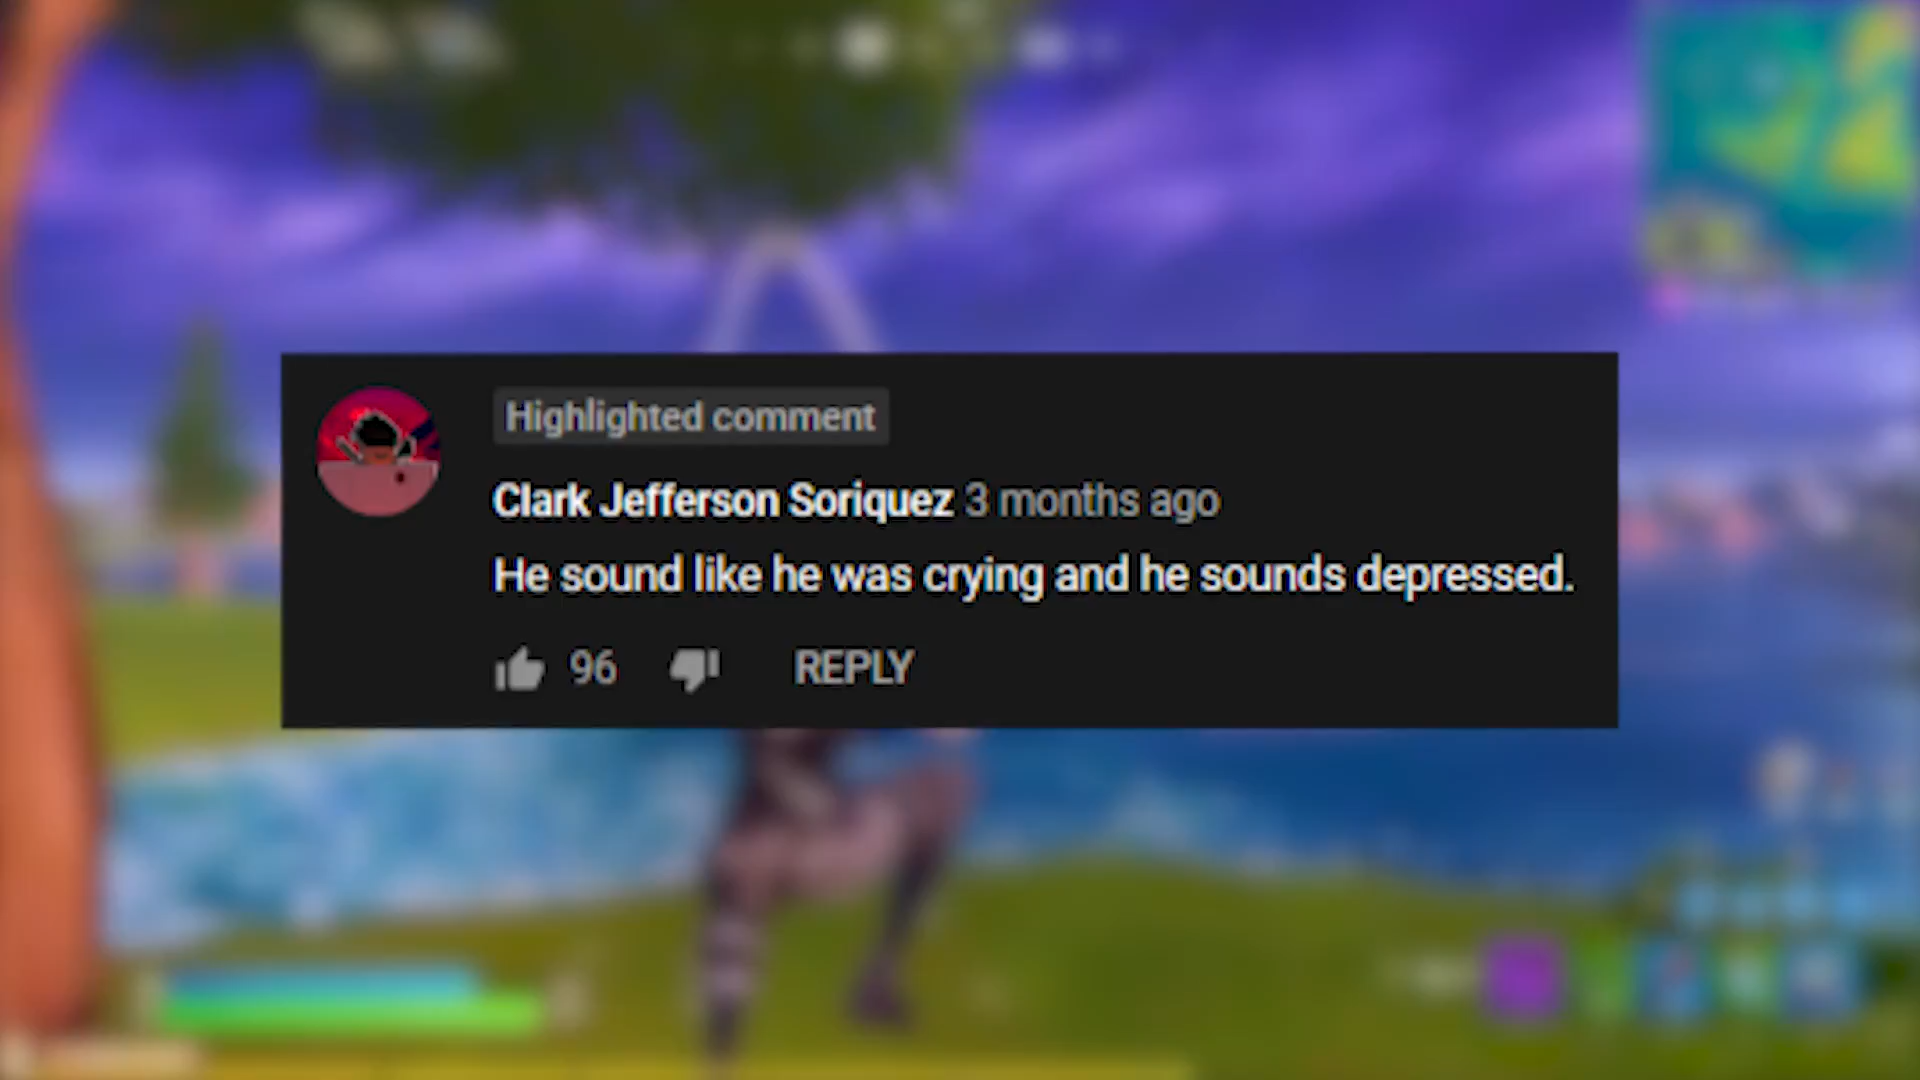 Highlighted comment
Clark Jefferson Soriquez 3 months ago
He sound like he was crying and he sounds depressed.
96 REPLY